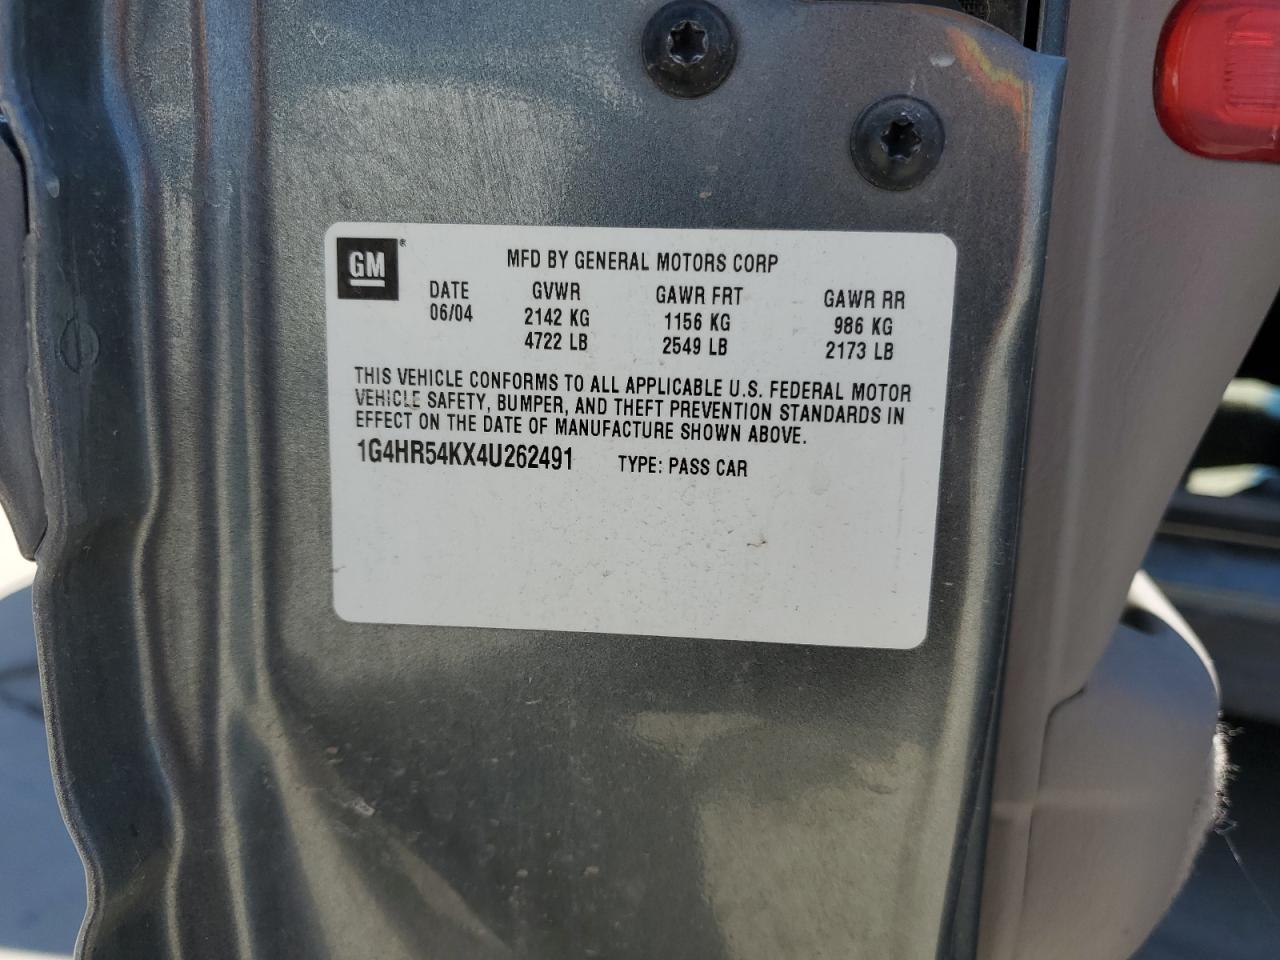 GM®
MFD BY GENERAL MOTORS CORP
DATE GVWR GAWR FRT GAWR RR
06/04 2142 KG 1156 KG 986 KG
4722 LB 2549 LB 2173 LB
THIS VEHICLE CONFORMS TO ALL APPLICABLE U.S. FEDERAL MOTOR
VEHICLE SAFETY, BUMPER, AND THEFT PREVENTION STANDARDS IN
EFFECT ON THE DATE OF MANUFACTURE SHOWN ABOVE.
1G4HR54KX4U262491 TYPE: PASS CAR